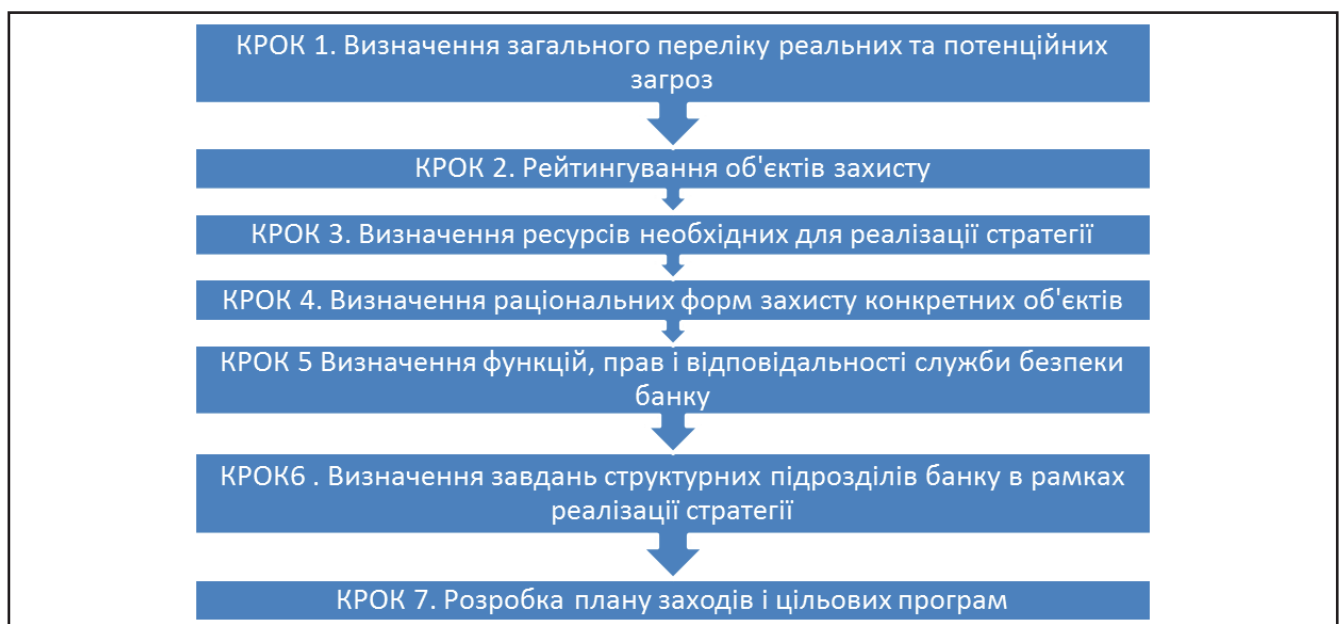 КРОК 1. Визначення загального переліку реальних та потенційних
загроз
КРОК 2. Рейтингування об'єктів захисту
КРОК 3. Визначення ресурсів необхідних для реалізації стратегії
КРОК 4. Визначення раціональних форм захисту конкретних об'єктів
КРОК 5 Визначення функцій, прав і відповідальності служби безпеки
банку
КРОК6 . Визначення завдань структурних підрозділів банку в рамках
реалізації стратегії
КРОК 7. Розробка плану заходів і цільових програм